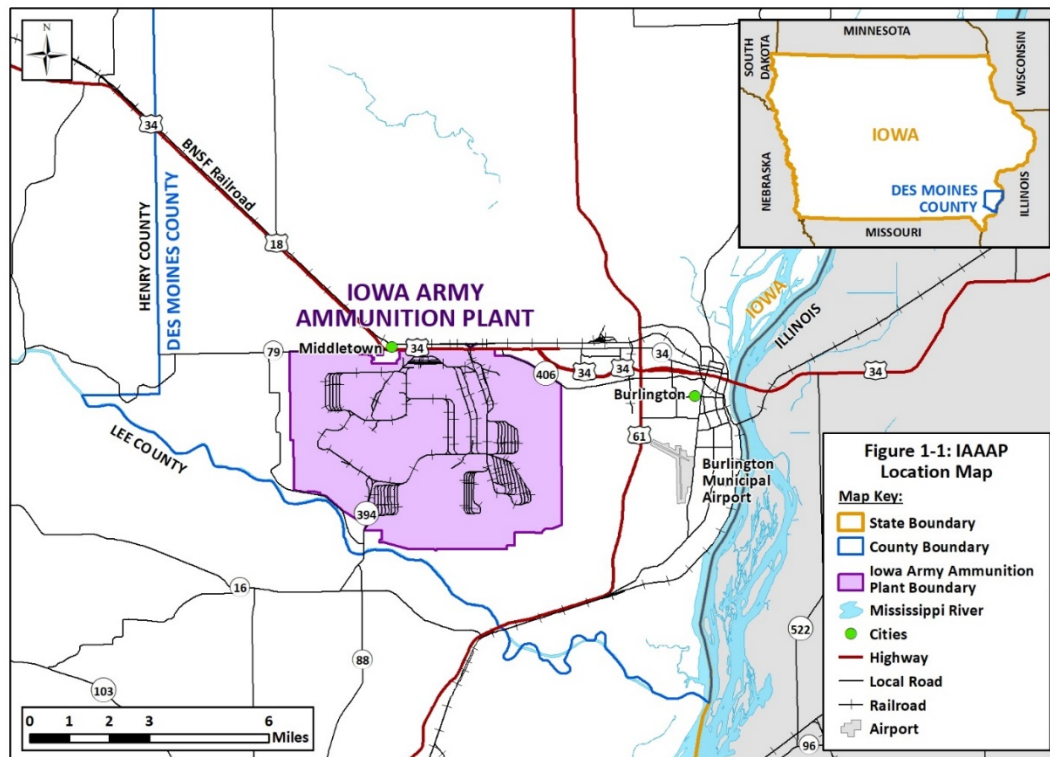 N
MINNESOTA
SOUTH
DAKOTA
WISCONSIN
IOWA
NEBRASKA
DES MOINES
COUNTY
ILLINOIS
MISSOURI
34
BNSF Railroad
HENRY COUNTY
DES MOINES COUNTY
18
IOWA
ILLINOIS
IOWA ARMY
AMMUNITION PLANT
Middletown
34
34
79
406
34
34
34
Burlington
61
LEE COUNTY
Burlington
Municipal
Airport
394
16
88
103
522
96
Figure 1-1: IAAAP
Location Map
Map Key:
State Boundary
County Boundary
Iowa Army Ammunition
Plant Boundary
Mississippi River
Cities
Highway
Local Road
Railroad
Airport
0 1 2 3 6
Miles